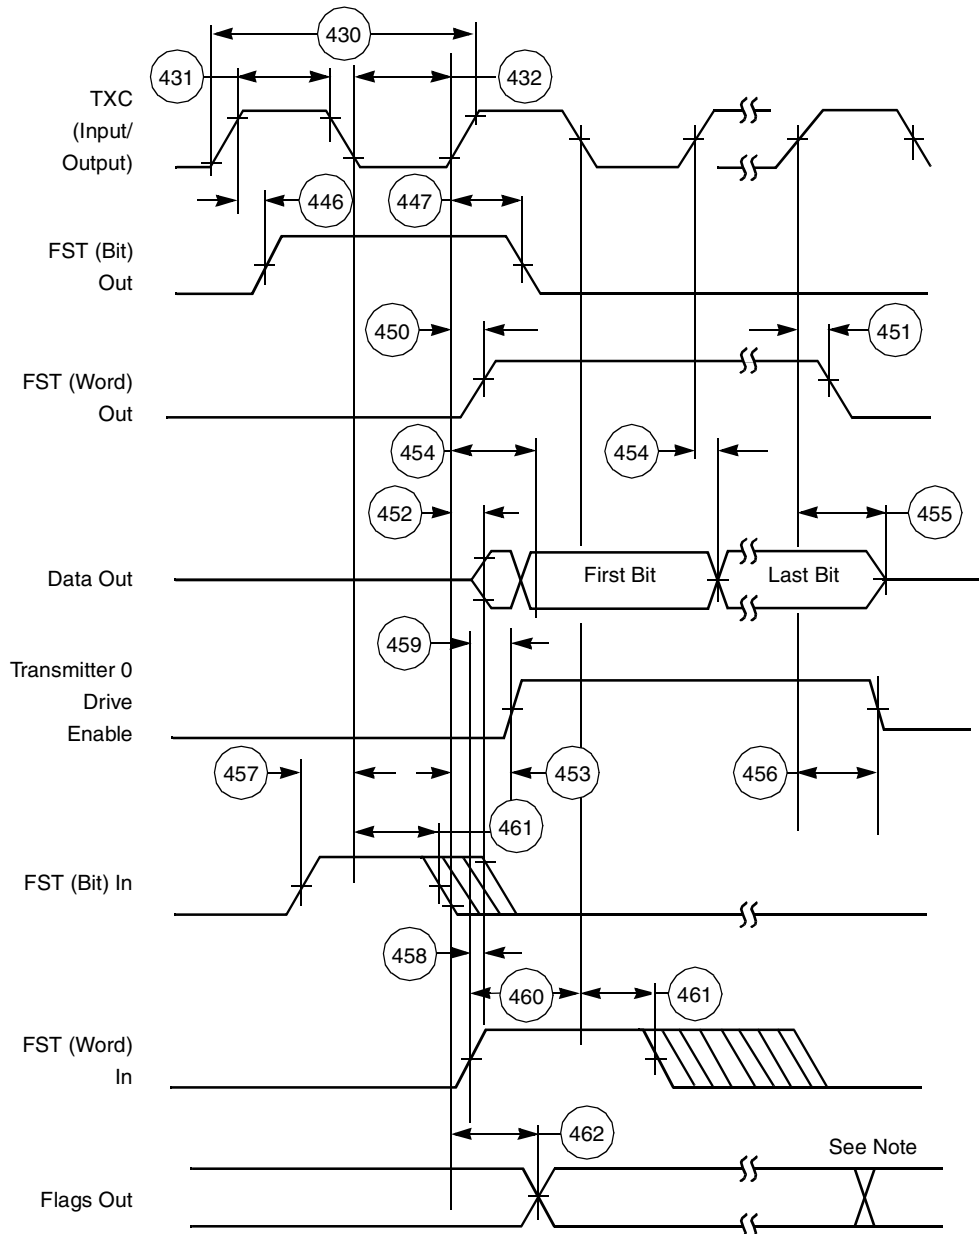 430
431
432
TXC
(Input/
Output)
446
447
FST (Bit)
Out
450
451
FST (Word)
Out
454
454
452
455
Data Out
First Bit
Last Bit
459
Transmitter 0
Drive
Enable
457
453
456
461
FST (Bit) In
458
460
461
FST (Word)
In
462
See Note
Flags Out